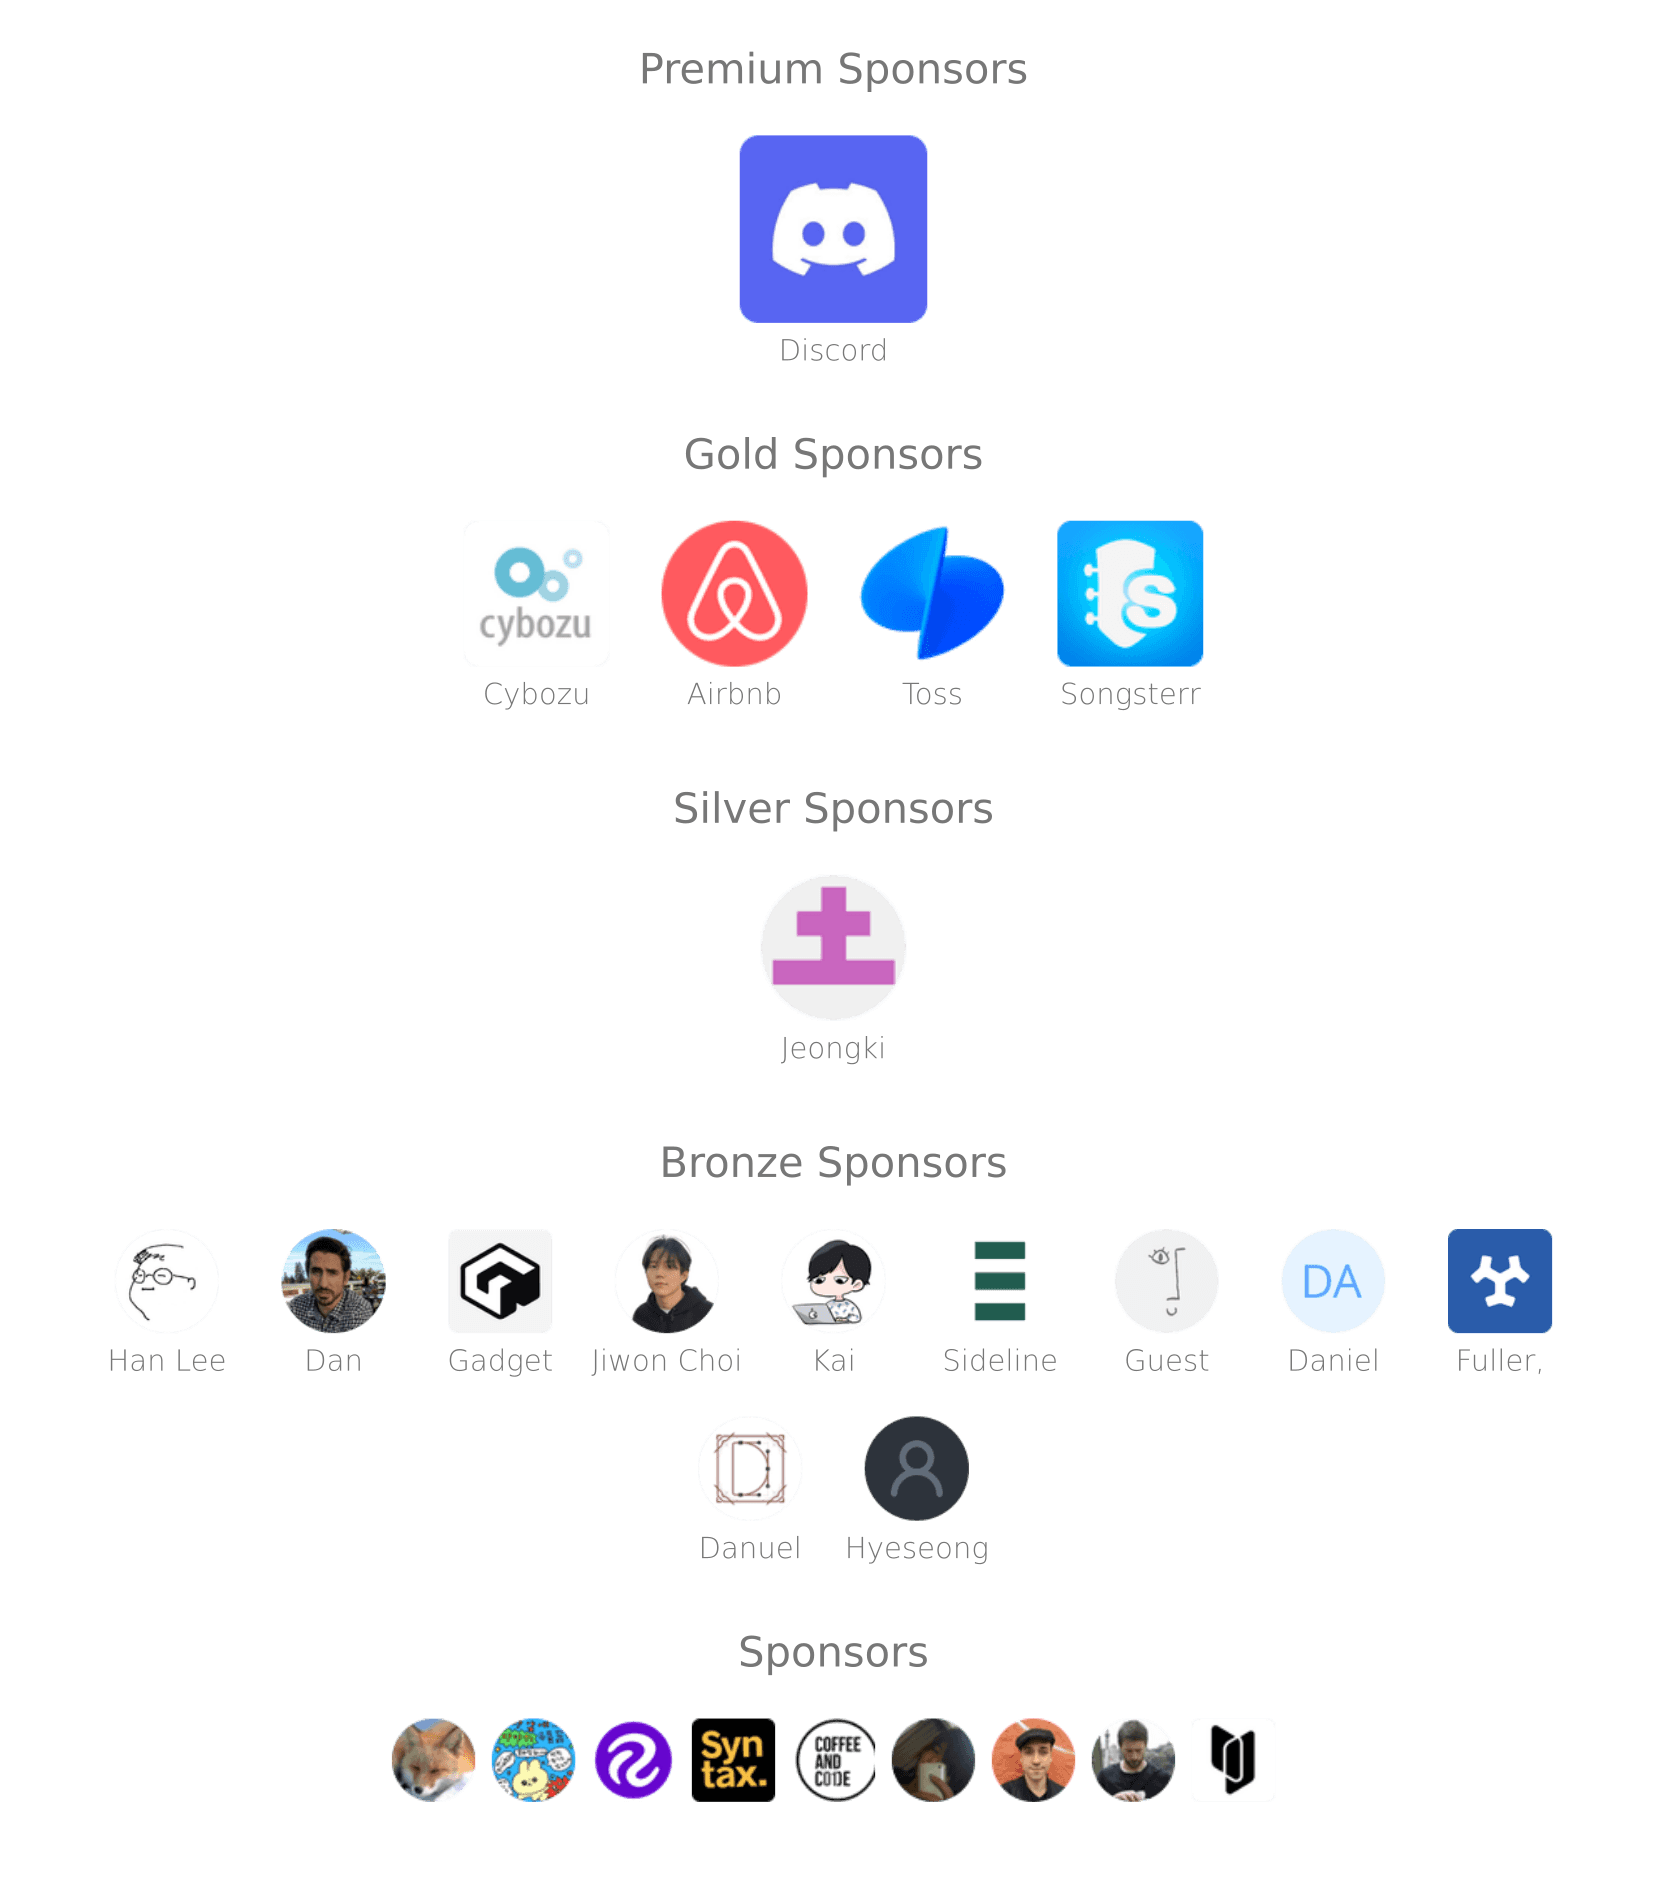 Premium Sponsors
Discord
Gold Sponsors
cybozu
Cybozu Airbnb Toss Songsterr
Silver Sponsors
Jeongki
Bronze Sponsors
DA
Han Lee Dan Gadget Jiwon Choi Kai Sideline Guest Daniel Fuller,
Danuel Hyeseong
Sponsors
Syn
tax.
COFFEE
AND
CODE